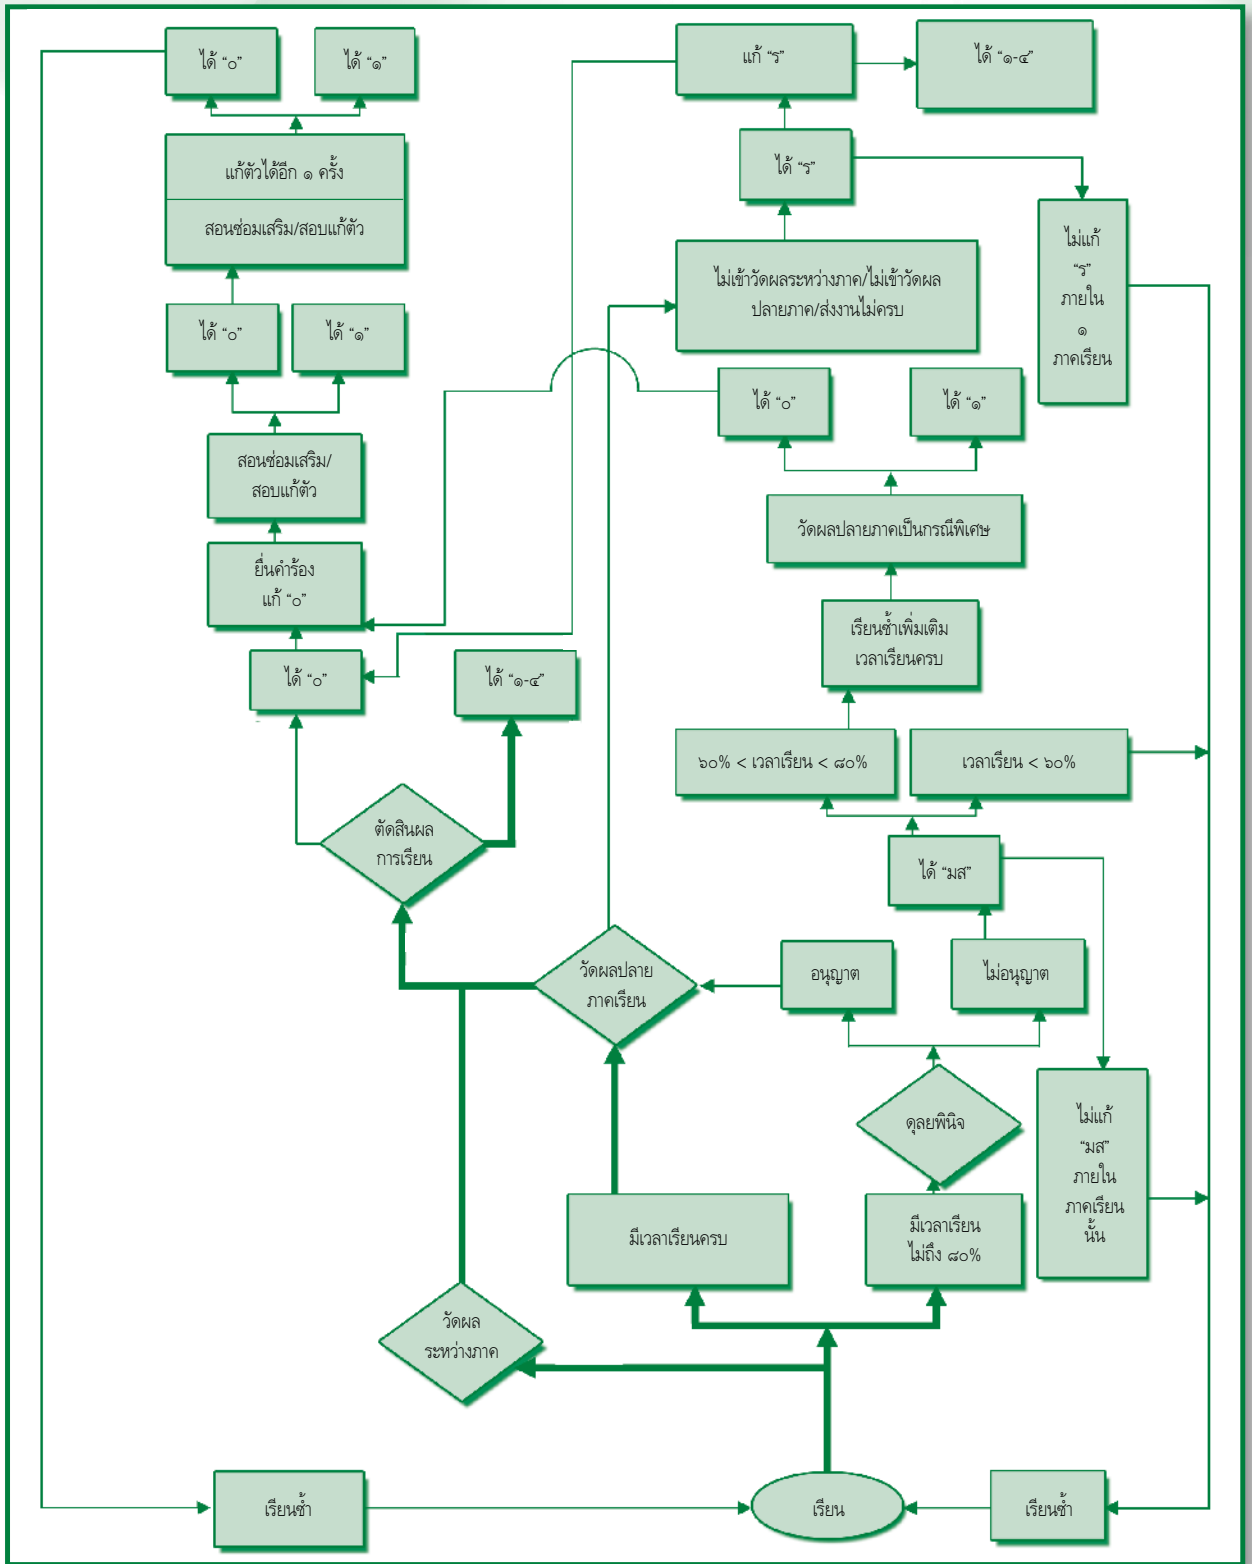 ได้ “๐”
ได้ “๑”
แก้ “ร”
ได้ “๑-๔”
แก้ตัวได้อีก ๑ ครั้ง
สอนซ่อมเสริม/สอบแก้ตัว
ได้ “ร”
ไม่แก้
“ร”
ภายใน
๑
ภาคเรียน
ไม่เข้าวัดผลระหว่างภาค/ไม่เข้าวัดผล
ปลายภาค/ส่งงานไม่ครบ
ได้ “๐”
ได้ “๑”
ได้ “๐”
ได้ “๑”
สอนซ่อมเสริม/
สอบแก้ตัว
วัดผลปลายภาคเป็นกรณีพิเศษ
ยื่นคำร้อง
แก้ “๐”
เรียนซ้ำเพิ่มเติม
เวลาเรียนครบ
ได้ “๐”
ได้ “๑-๔”
๖๐% < เวลาเรียน < ๘๐%
เวลาเรียน < ๖๐%
ตัดสินผล
การเรียน
ได้ “มส”
วัดผลปลาย
ภาคเรียน
อนุญาต
ไม่อนุญาต
ดุลยพินิจ
ไม่แก้
“มส”
ภายใน
ภาคเรียน
นั้น
มีเวลาเรียนครบ
มีเวลาเรียน
ไม่ถึง ๘๐%
วัดผล
ระหว่างภาค
เรียนซ้ำ
เรียน
เรียนซ้ำ